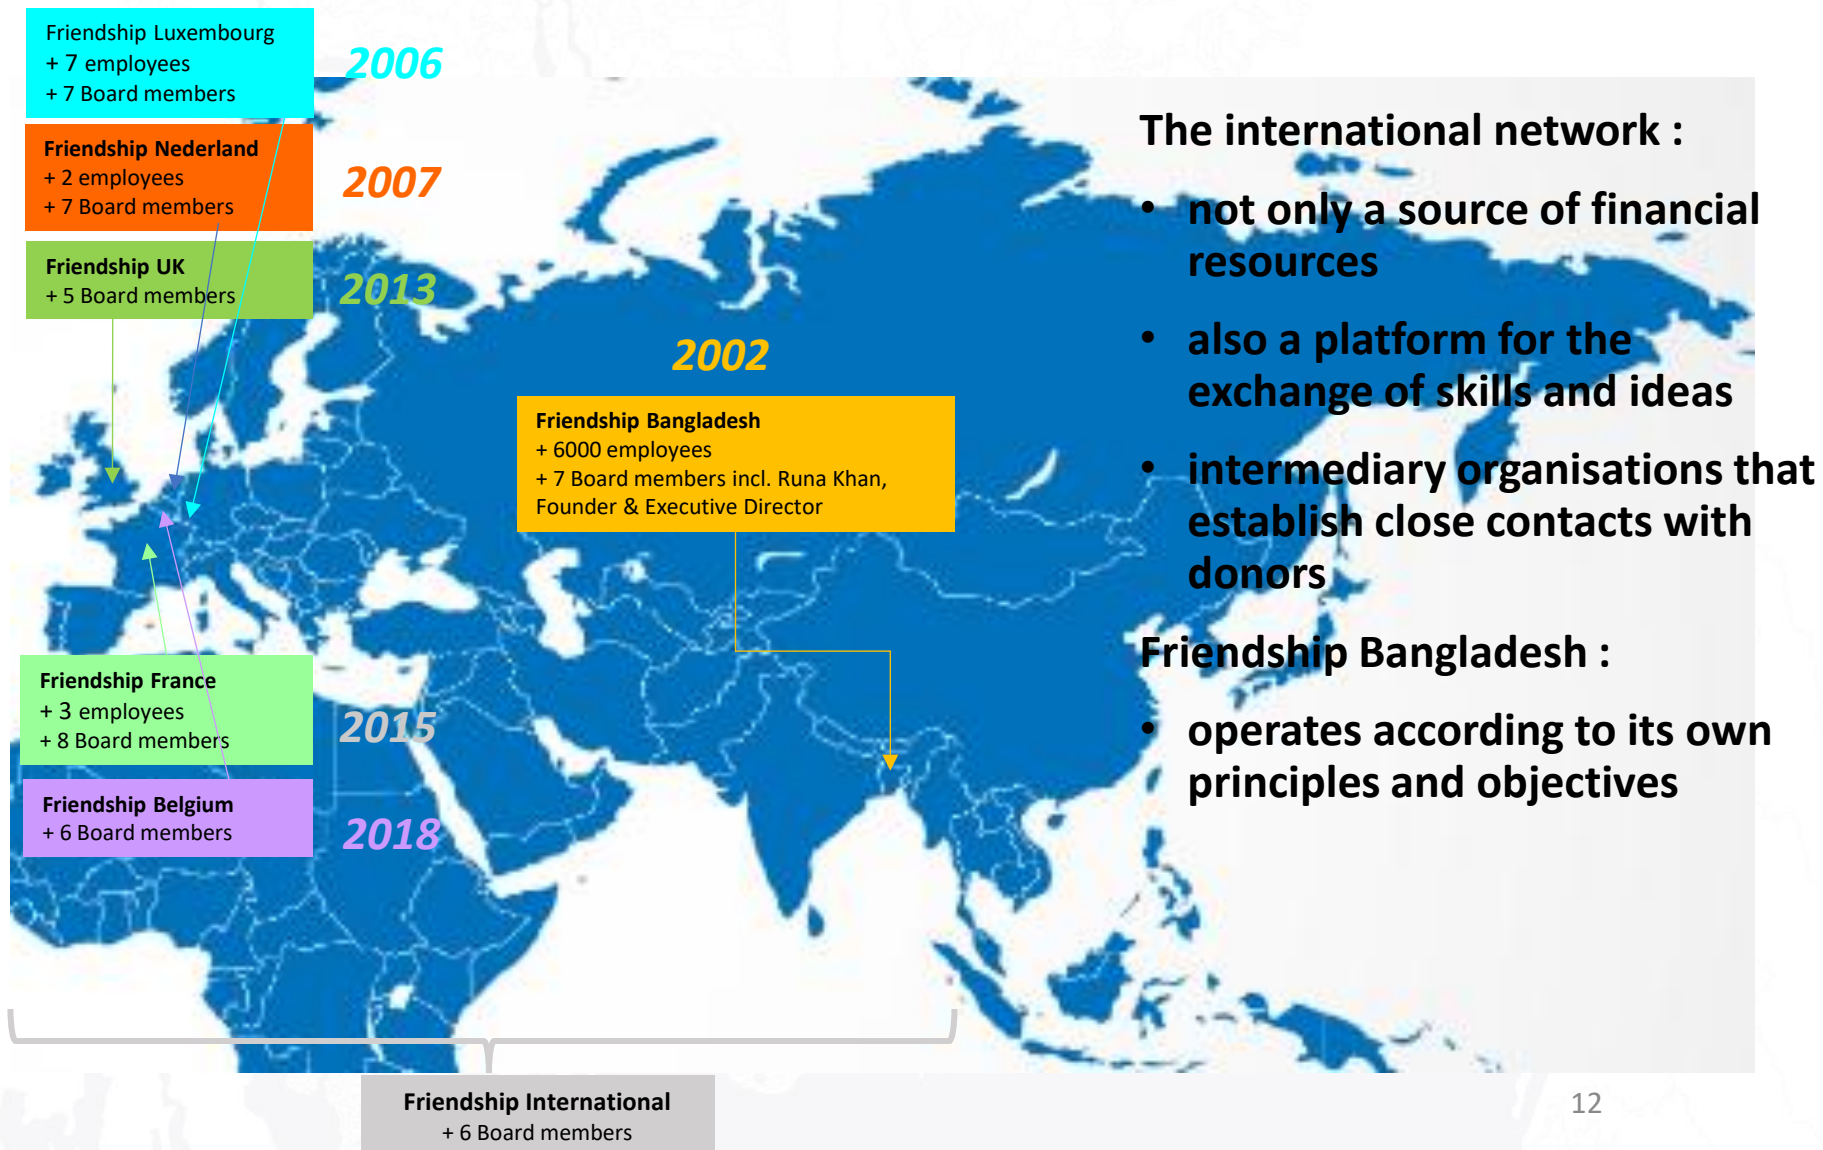 Friendship Luxembourg
+ 7 employees
+ 7 Board members
2006
Friendship Nederland
+ 2 employees
+ 7 Board members
2007
Friendship UK
+ 5 Board members
2013
2002
Friendship Bangladesh
+ 6000 employees
+ 7 Board members incl. Runa Khan,
Founder & Executive Director
Friendship France
+ 3 employees
+ 8 Board members
2015
Friendship Belgium
+ 6 Board members
2018
The international network :
• not only a source of financial
resources
• also a platform for the
exchange of skills and ideas
• intermediary organisations that
establish close contacts with
donors
Friendship Bangladesh :
• operates according to its own
principles and objectives
Friendship International
+ 6 Board members
12